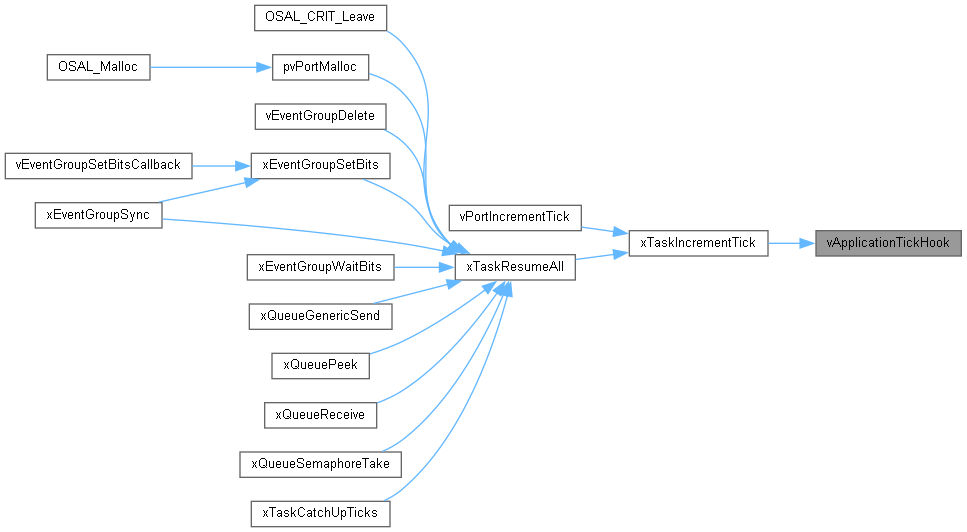 OSAL_CRIT_Leave
OSAL_Malloc
pvPortMalloc
vEventGroupDelete
vEventGroupSetBitsCallback
xEventGroupSetBits
xEventGroupSync
vPortIncrementTick
xTaskIncrementTick
vApplicationTickHook
xEventGroupWaitBits
xTaskResumeAll
xQueueGenericSend
xQueuePeek
xQueueReceive
xQueueSemaphoreTake
xTaskCatchUpTicks